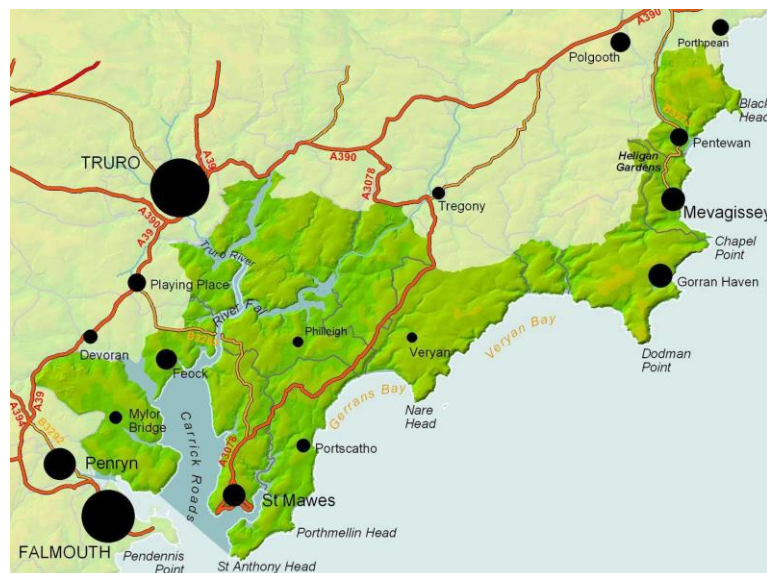 A390
Polgooth
Porthpean
Black
Head
Pentewan
Heligan
Gardens
Mevagissey
TRURO
A39
A390
A3078
Tregony
A390
A39
Truro River
Chapel
Point
Gorran Haven
Playing Place
River Fal
Philleigh
Veryan
Veryan Bay
Dodman
Point
Devoran
Feock
Gerrans Bay
Nare
Head
A39
A394
B3292
Mylor
Bridge
Carrick Roads
A3078
Portscatho
Penryn
St Mawes
FALMOUTH
Porthmellin Head
Pendennis
Point
St Anthony Head